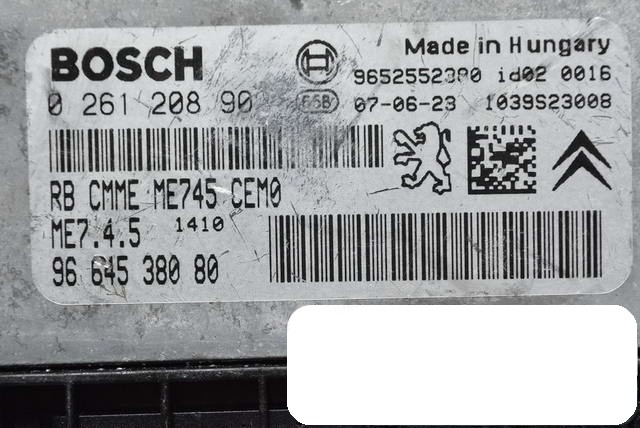 BOSCH
Made in Hungary
9652552380 id02 0016
0 261 208 90
07-06-23 1039S23008
RB CMME ME745 CEM0
ME7.4.5 1410
96 645 380 80